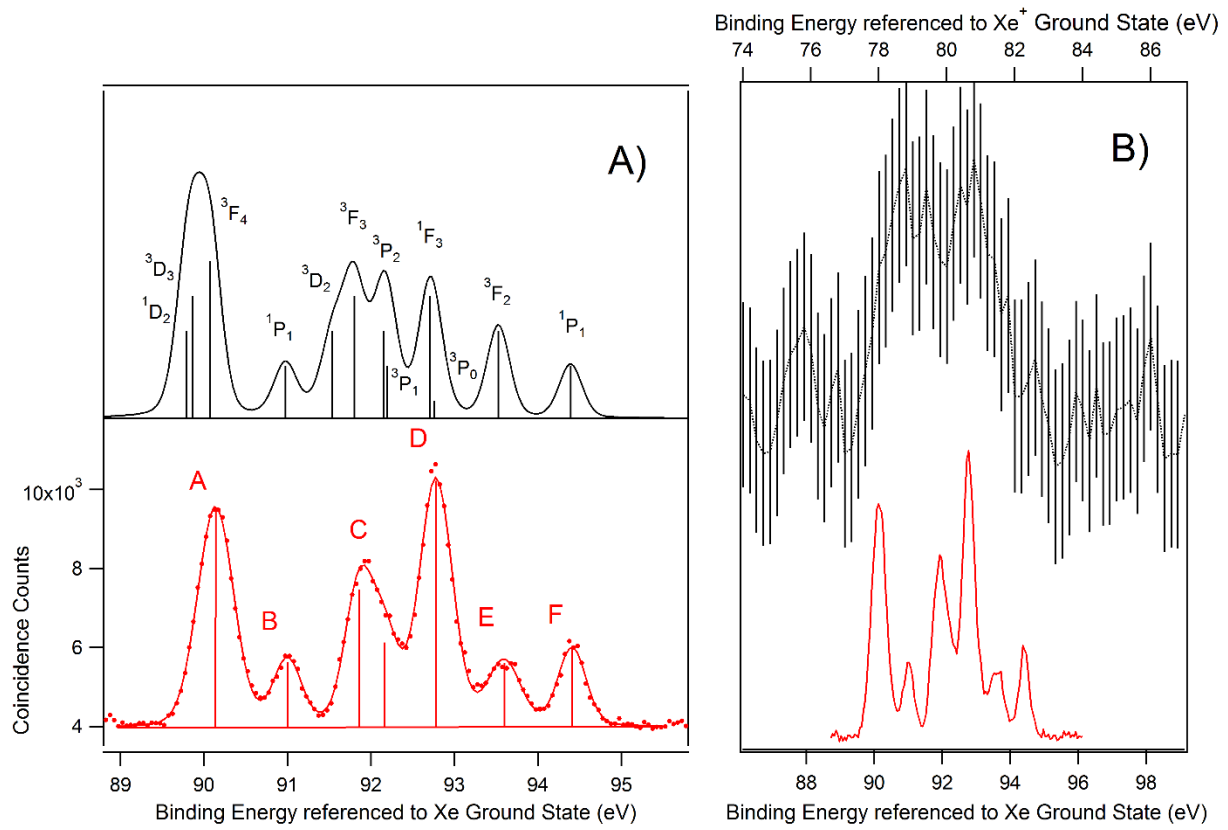 A)
³F₄
³D₃
¹D₂
¹P₁
³D₂
³F₃
³P₂
³P₁
¹F₃
³P₀
³F₂
¹P₁
A
B
C
D
E
F
10x10³
8
6
4
Coincidence Counts
89 90 91 92 93 94 95
Binding Energy referenced to Xe Ground State (eV)
Binding Energy referenced to Xe⁺ Ground State (eV)
74 76 78 80 82 84 86
B)
88 90 92 94 96 98
Binding Energy referenced to Xe Ground State (eV)